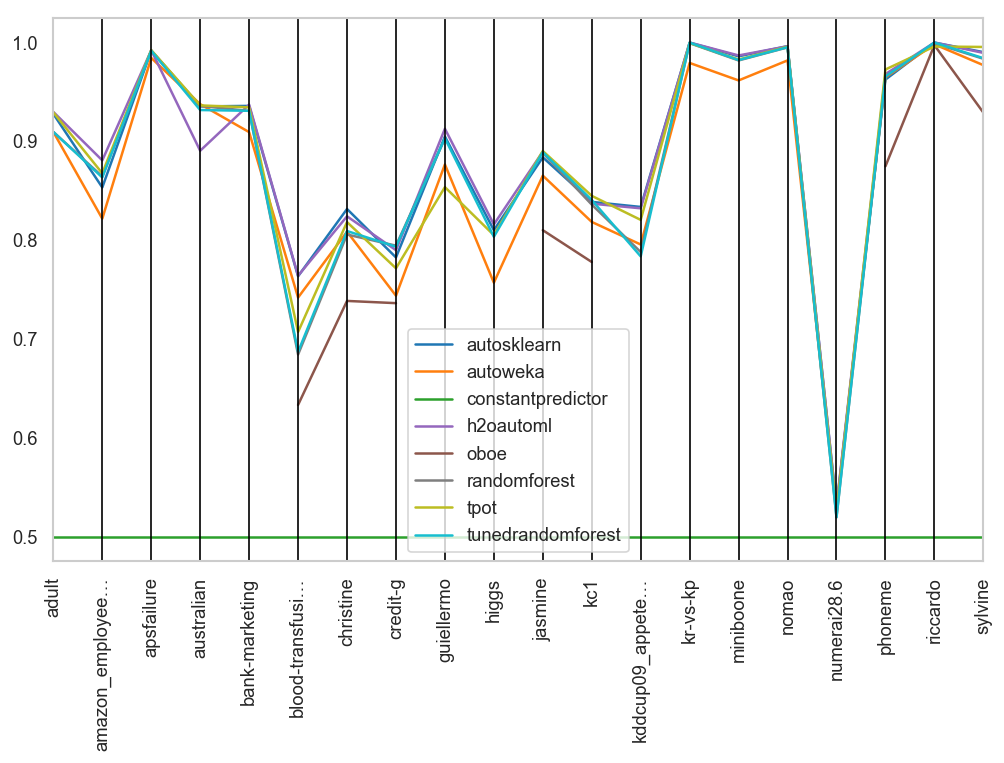 1.0
0.9
0.8
0.7
0.6
0.5
autosklearn
autoweka
constantpredictor
h2oautoml
oboe
randomforest
tpot
tunedrandomforest
adult
amazon_employee…
apsfailure
australian
bank-marketing
blood-transfusi…
christine
credit-g
guiellermo
higgs
jasmine
kc1
kddcup09_appete…
kr-vs-kp
miniboone
nomao
numerai28.6
phoneme
riccardo
sylvine